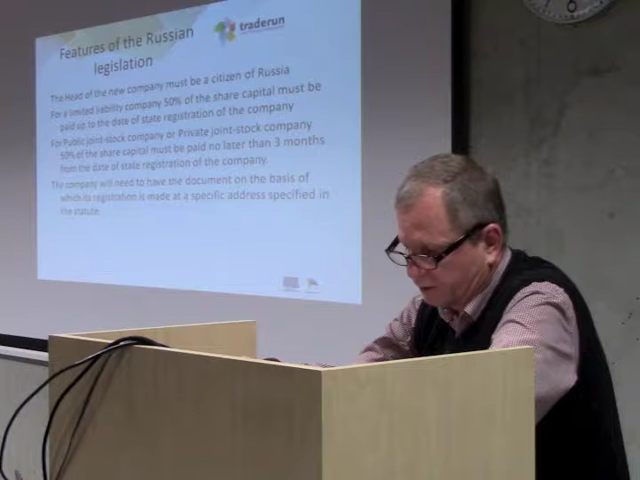 Features of the Russian
legislation
traderun
The Head of the new company must be a citizen of Russia
For a limited liability company 50% of the share capital must be
paid up to the date of state registration of the company
For Public joint-stock company or Private joint-stock company
50% of the share capital must be paid no later than 3 months
from the date of state registration of the company.
The company will need to have the document on the basis of
which its registration is made at a specific address specified in
the statute.